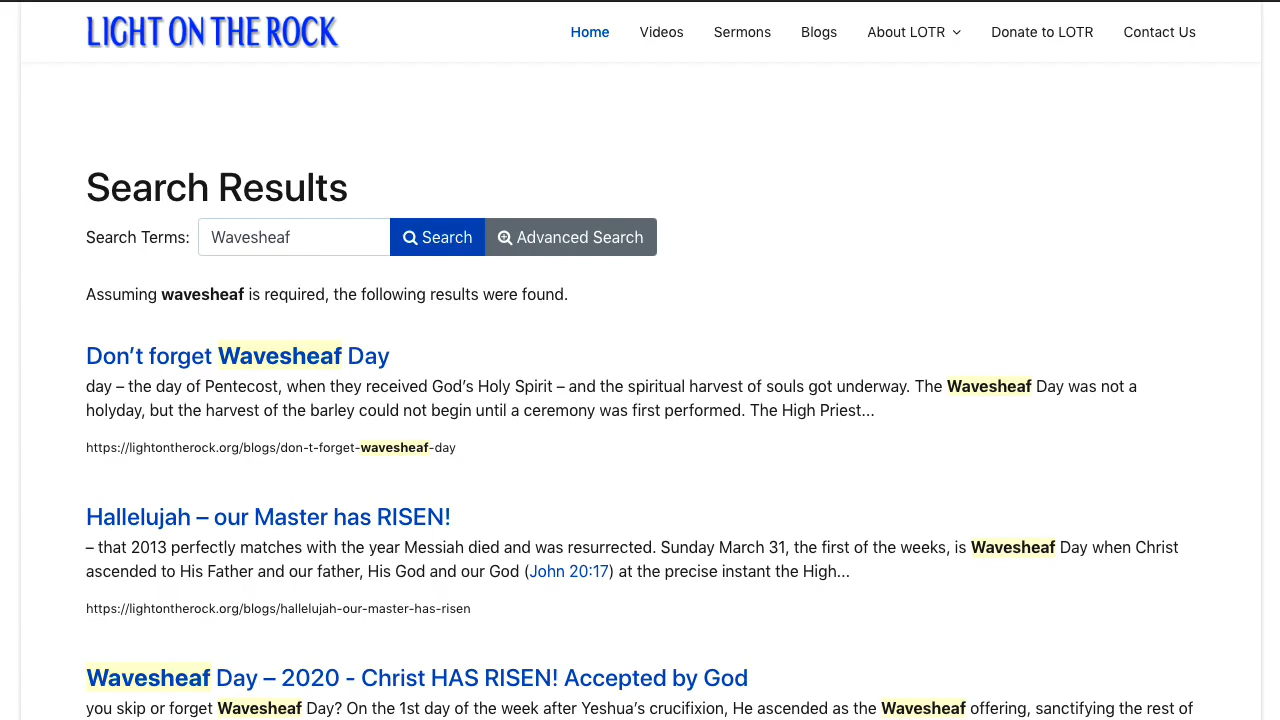 LIGHT ON THE ROCK
Home Videos Sermons Blogs About LOTR Donate to LOTR Contact Us
Search Results
Search Terms: Wavesheaf Search Advanced Search
Assuming wavesheaf is required, the following results were found.
Don’t forget Wavesheaf Day
day – the day of Pentecost, when they received God’s Holy Spirit – and the spiritual harvest of souls got underway. The Wavesheaf Day was not a
holyday, but the harvest of the barley could not begin until a ceremony was first performed. The High Priest...
https://lightontherock.org/blogs/don-t-forget-wavesheaf-day
Hallelujah – our Master has RISEN!
– that 2013 perfectly matches with the year Messiah died and was resurrected. Sunday March 31, the first of the weeks, is Wavesheaf Day when Christ
ascended to His Father and our father, His God and our God (John 20:17) at the precise instant the High...
https://lightontherock.org/blogs/hallelujah-our-master-has-risen
Wavesheaf Day – 2020 - Christ HAS RISEN! Accepted by God
you skip or forget Wavesheaf Day? On the 1st day of the week after Yeshua’s crucifixion, He ascended as the Wavesheaf offering, sanctifying the rest of